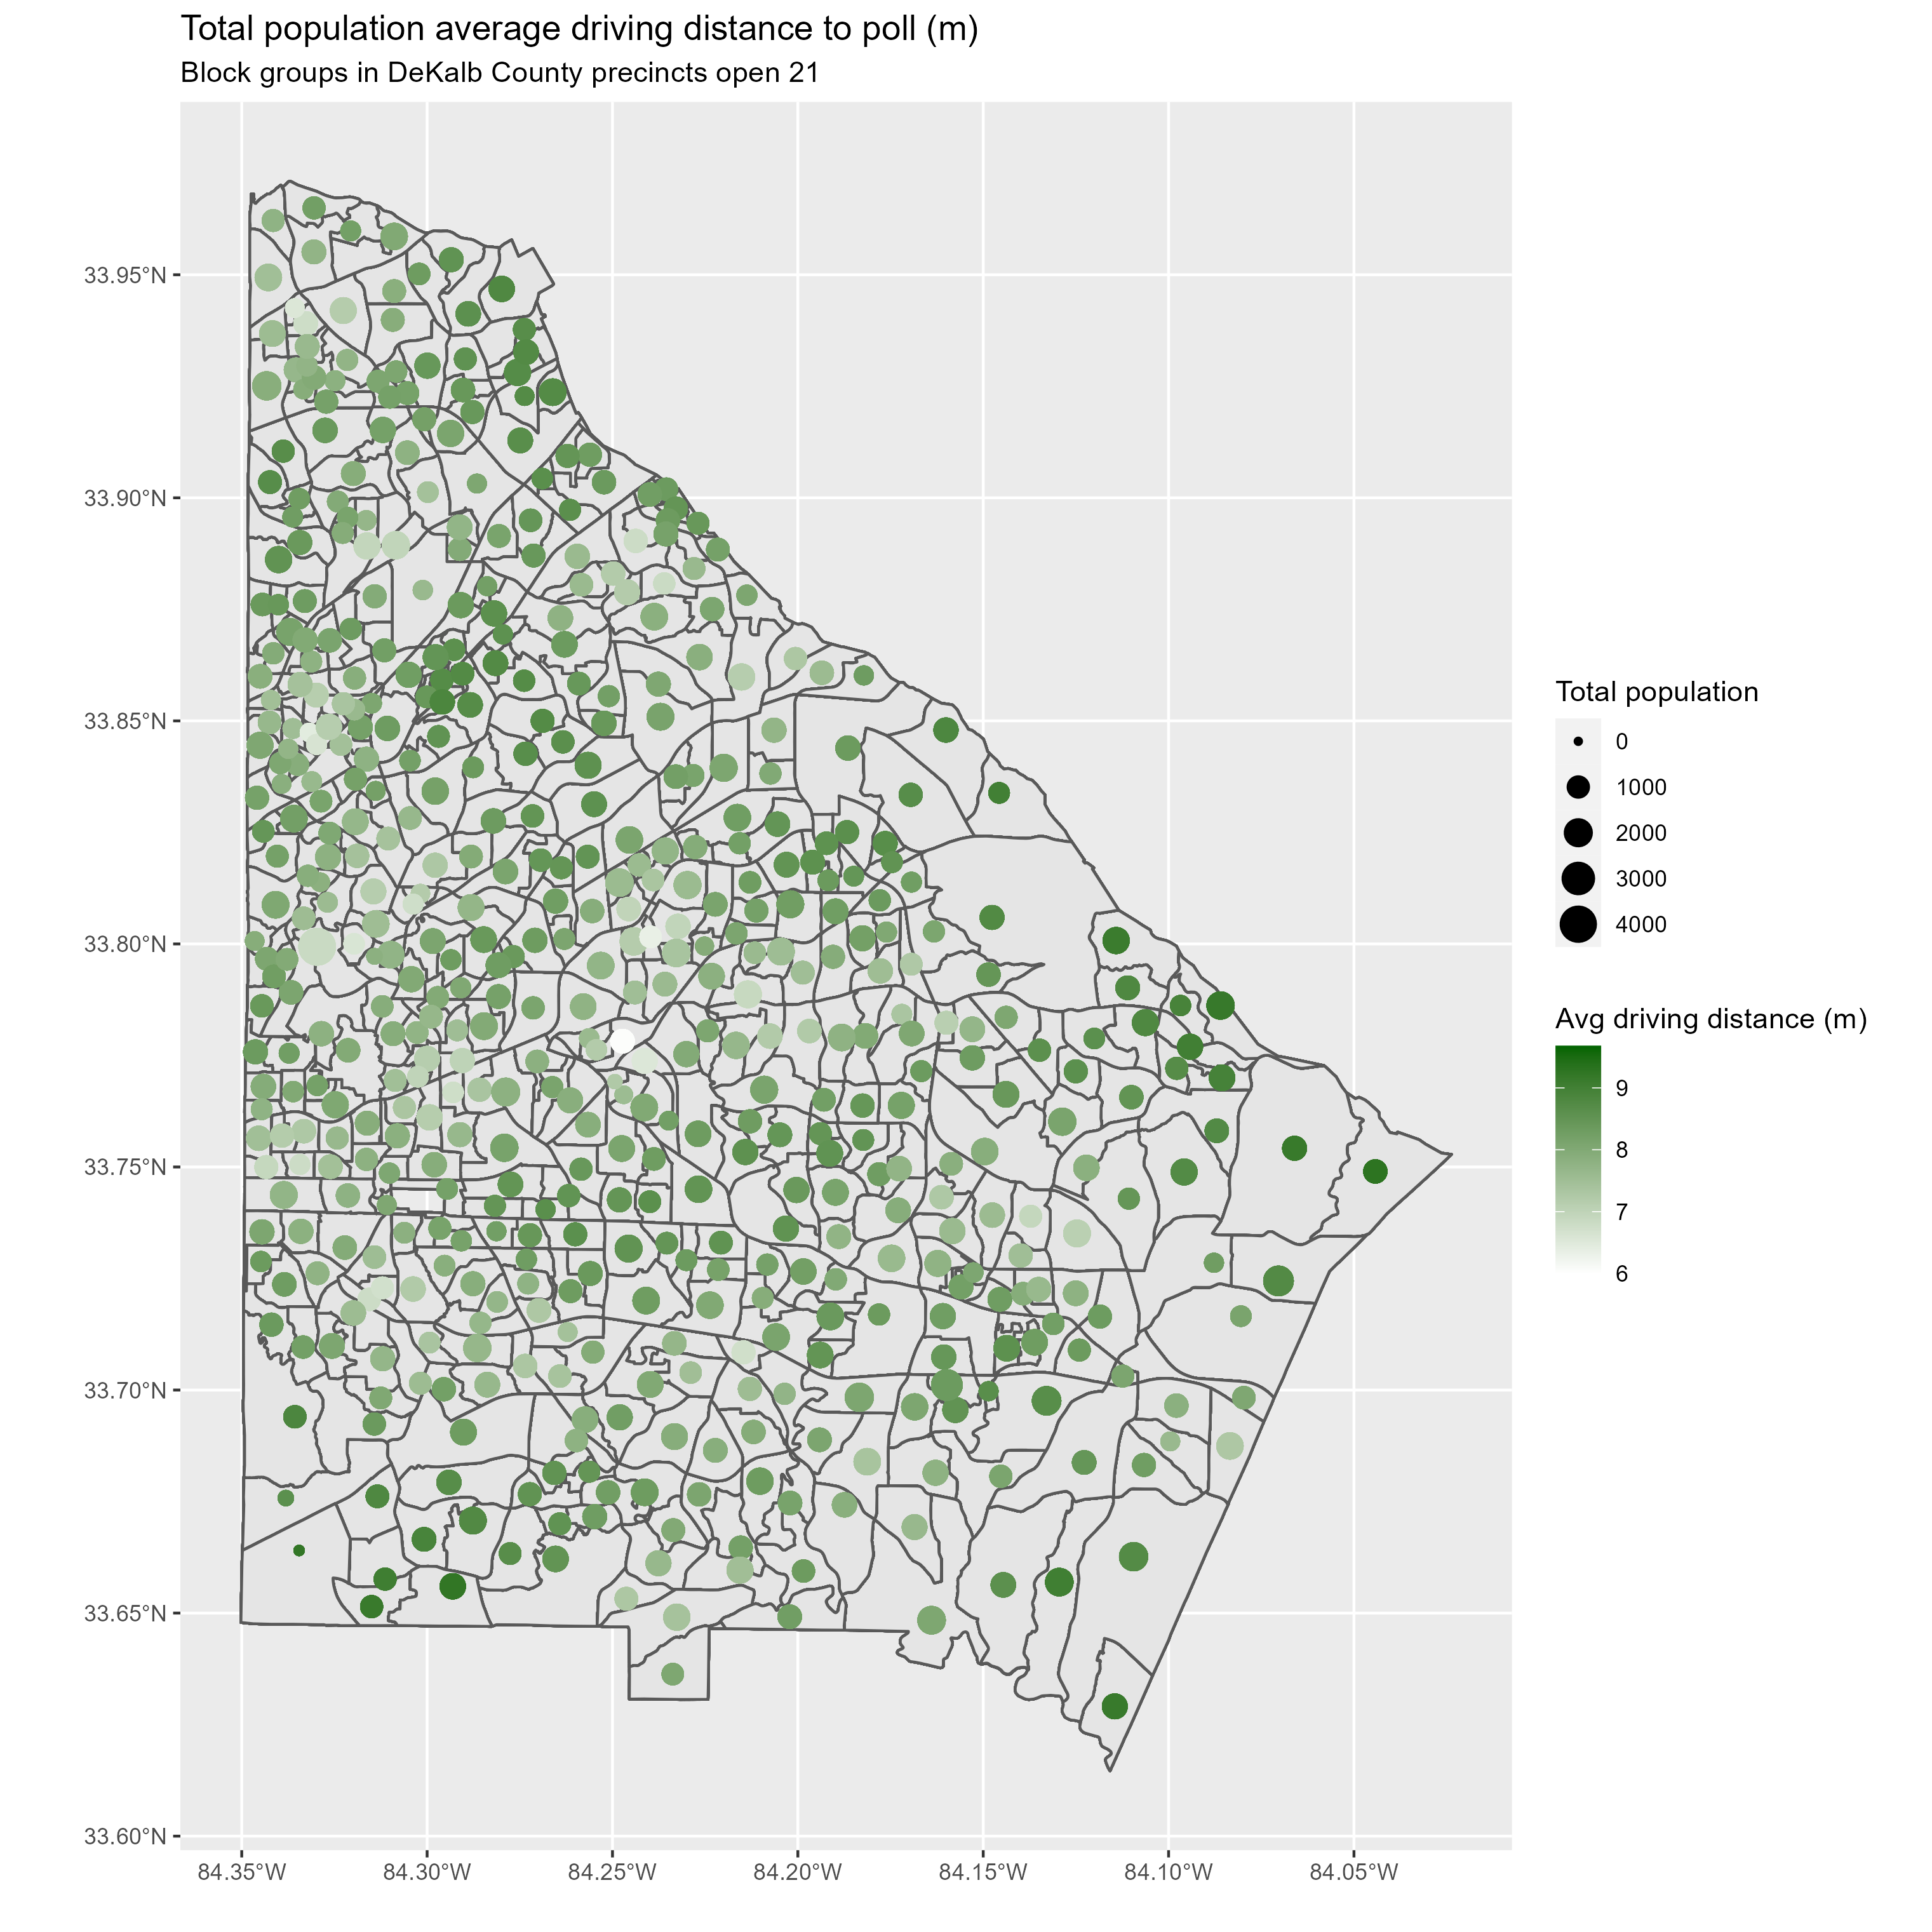 Total population average driving distance to poll (m)
Block groups in DeKalb County precincts open 21
33.95°N
33.90°N
33.85°N
33.80°N
33.75°N
33.70°N
33.65°N
33.60°N
84.35°W
84.30°W
84.25°W
84.20°W
84.15°W
84.10°W
84.05°W
Total population
0
1000
2000
3000
4000
Avg driving distance (m)
9
8
7
6